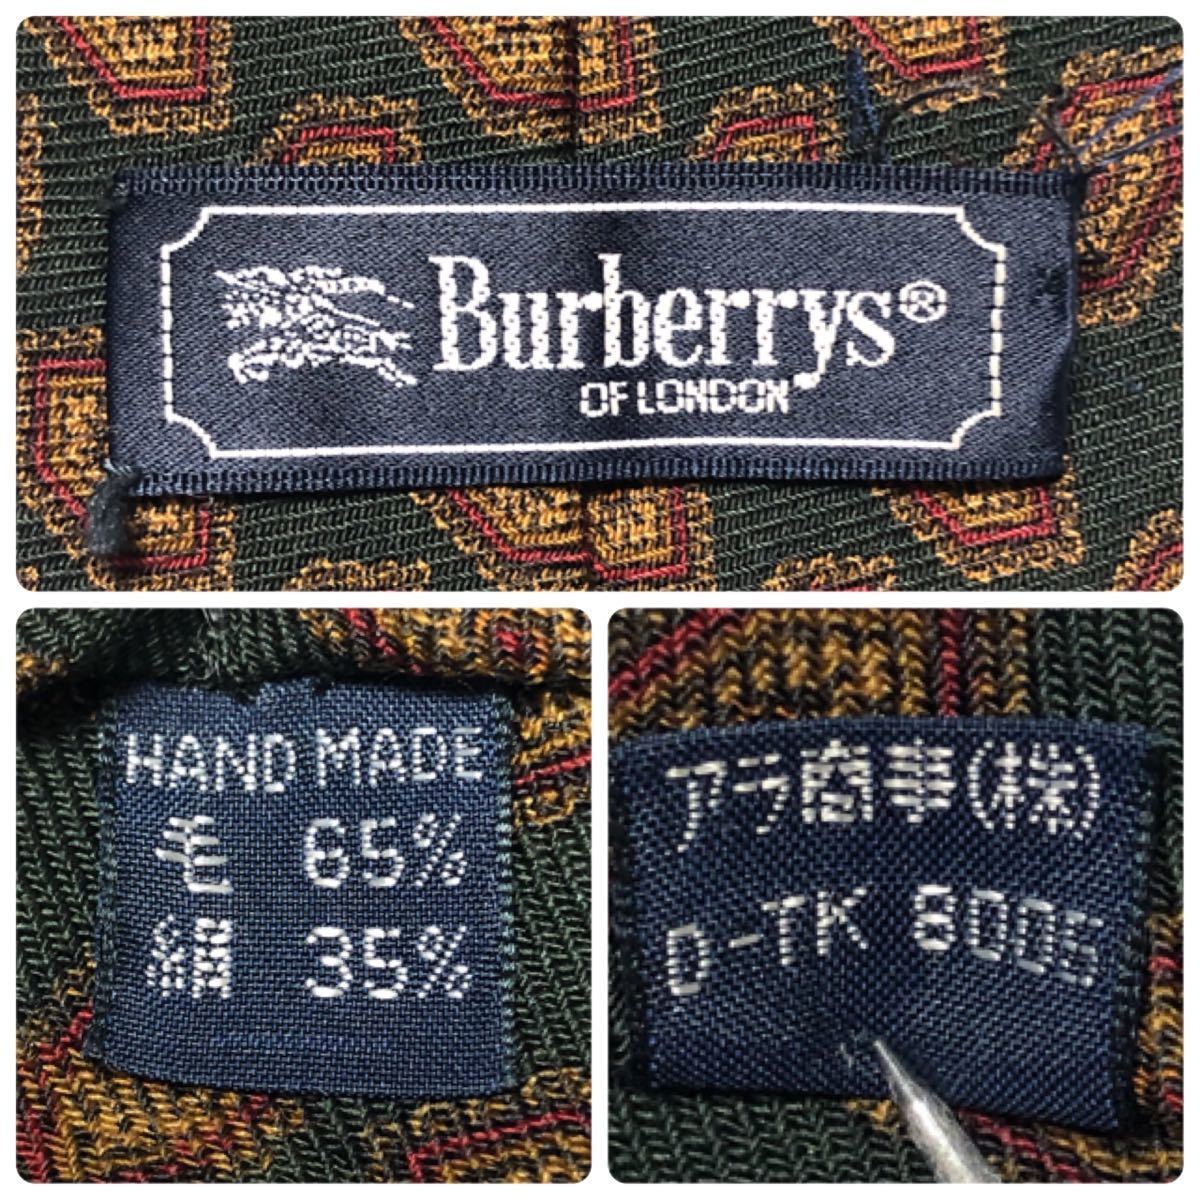 Burberrys®
OF LONDON
HAND MADE
毛 65%
絹 35%
アラ商事(株)
D-TK 8005